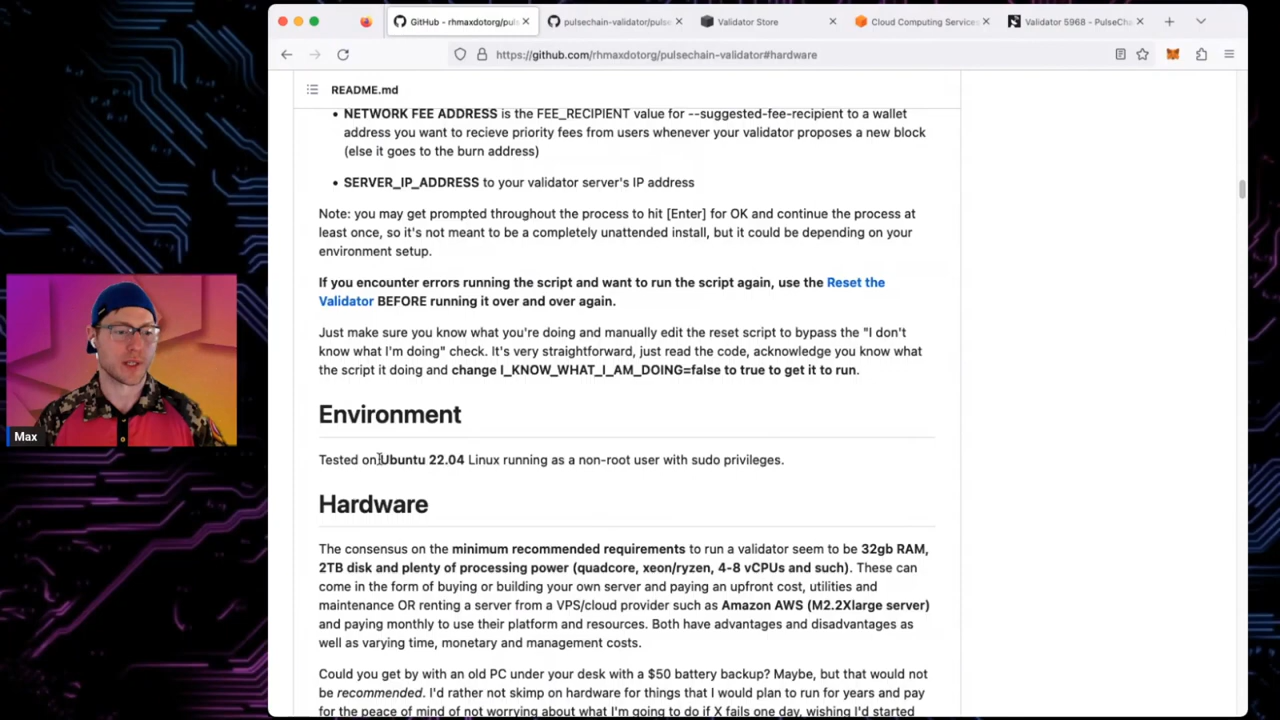 GitHub - rhmaxdotorg/puls
pulsechain-validator/pulse
Validator Store
Cloud Computing Services
Validator 5968 - PulseCha
https://github.com/rhmaxdotorg/pulsechain-validator#hardware
README.md
• NETWORK FEE ADDRESS is the FEE_RECIPIENT value for --suggested-fee-recipient to a wallet
address you want to recieve priority fees from users whenever your validator proposes a new block
(else it goes to the burn address)
• SERVER_IP_ADDRESS to your validator server's IP address
Note: you may get prompted throughout the process to hit [Enter] for OK and continue the process at
least once, so it's not meant to be a completely unattended install, but it could be depending on your
environment setup.
If you encounter errors running the script and want to run the script again, use the Reset the
Validator BEFORE running it over and over again.
Just make sure you know what you're doing and manually edit the reset script to bypass the "I don't
know what I'm doing" check. It's very straightforward, just read the code, acknowledge you know what
the script it doing and change I_KNOW_WHAT_I_AM_DOING=false to true to get it to run.
Environment
Tested on Ubuntu 22.04 Linux running as a non-root user with sudo privileges.
Hardware
The consensus on the minimum recommended requirements to run a validator seem to be 32gb RAM,
2TB disk and plenty of processing power (quadcore, xeon/ryzen, 4-8 vCPUs and such). These can
come in the form of buying or building your own server and paying an upfront cost, utilities and
maintenance OR renting a server from a VPS/cloud provider such as Amazon AWS (M2.2Xlarge server)
and paying monthly to use their platform and resources. Both have advantages and disadvantages as
well as varying time, monetary and management costs.
Could you get by with an old PC under your desk with a $50 battery backup? Maybe, but that would not
be recommended. I'd rather not skimp on hardware for things that I would plan to run for years and pay
for the peace of mind of not worrying about what I'm going to do if X fails one day, wishing I'd started
Max